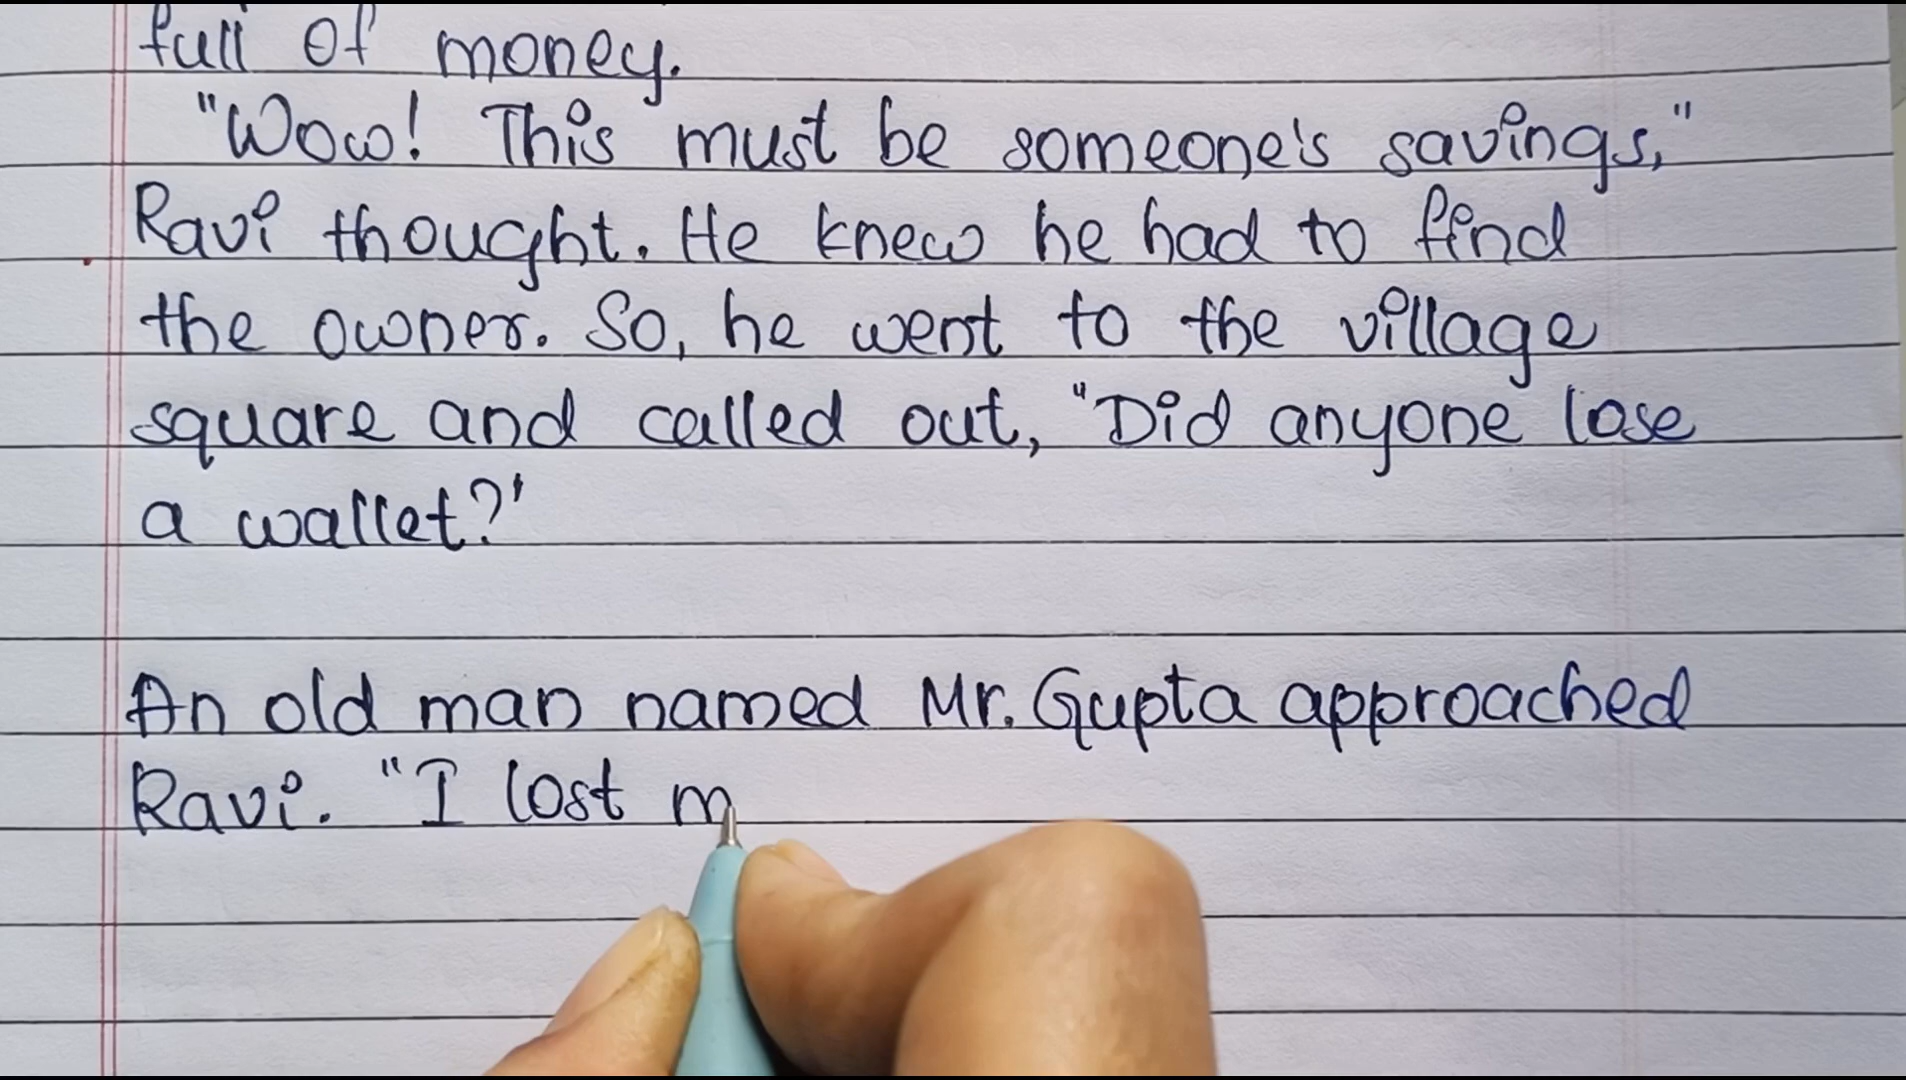 full of money.
"Wow! This must be someone's savings,"
Ravi thought. He knew he had to find
the owner. So, he went to the village
square and called out, "Did anyone lose
a wallet?'
An old man named Mr. Gupta approached
Ravi. "I lost m